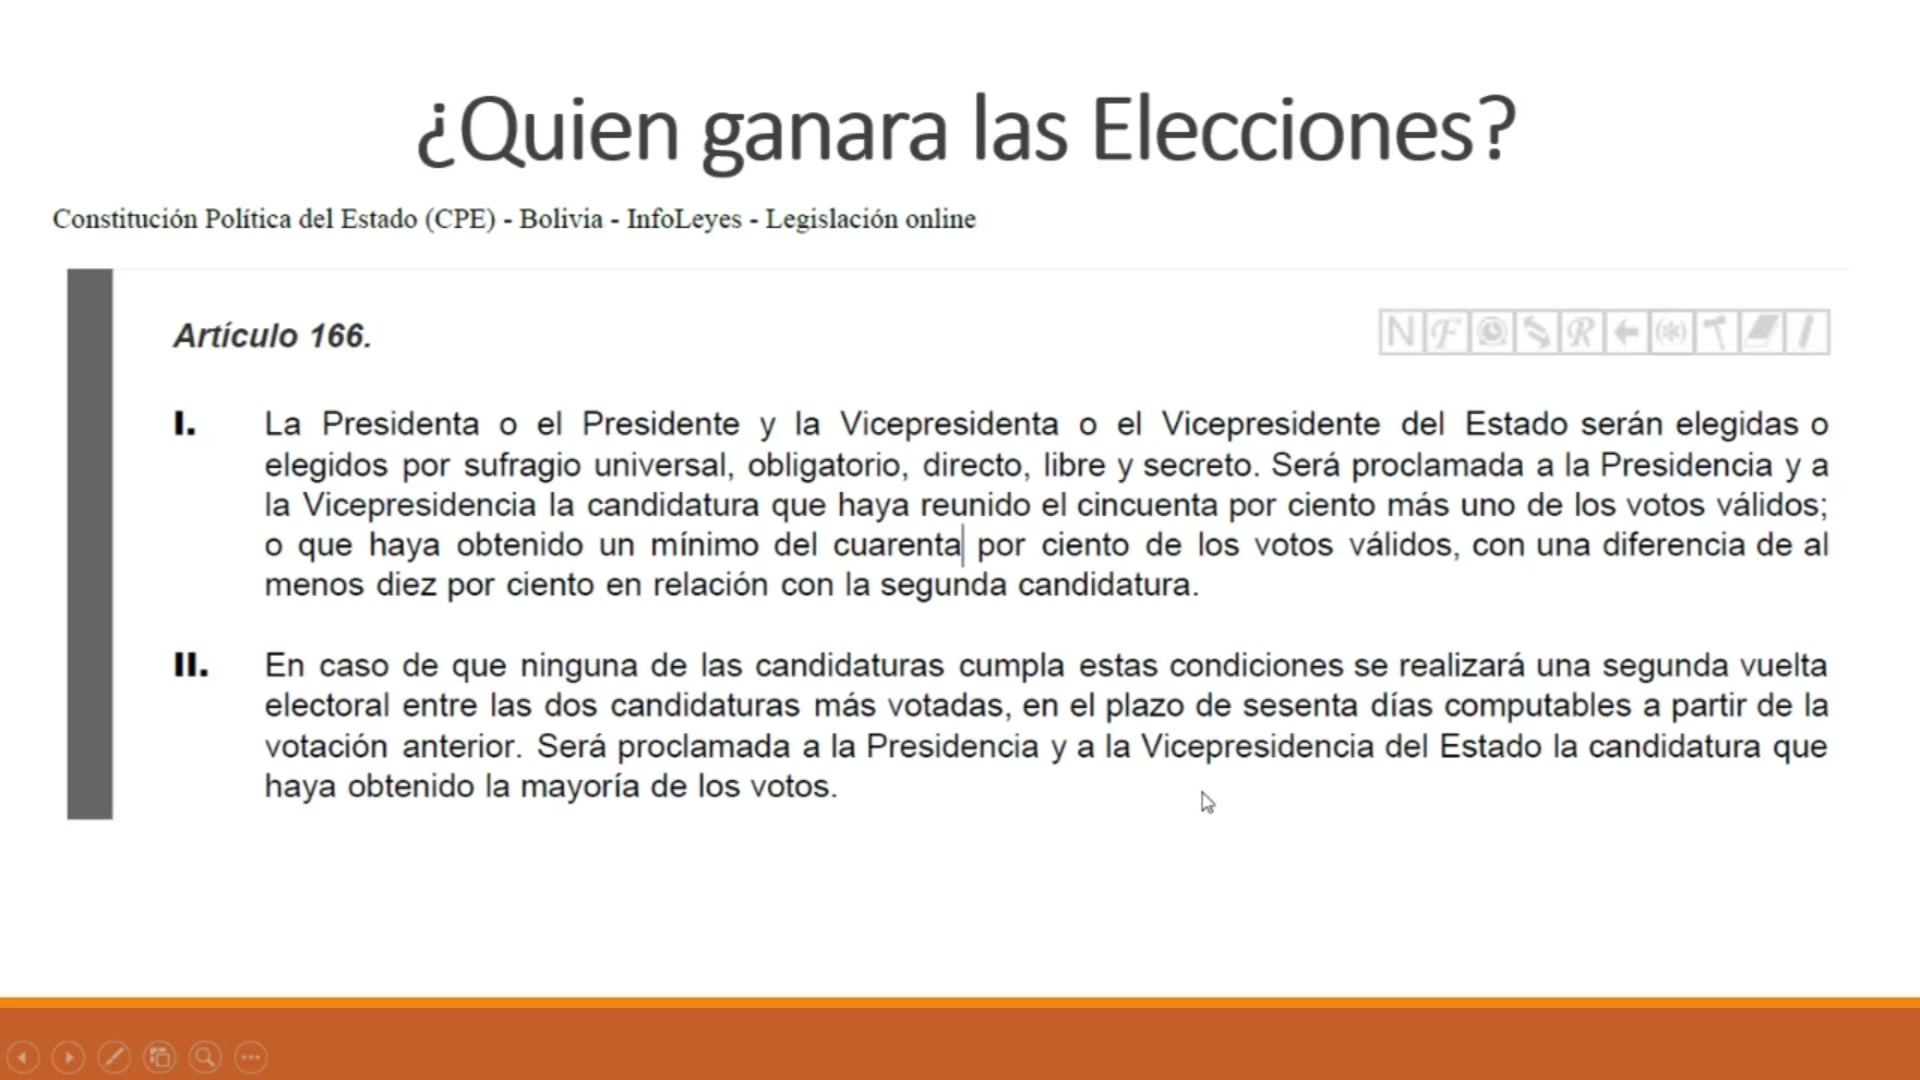 ¿Quien ganara las Elecciones?
Constitución Política del Estado (CPE) - Bolivia - InfoLeyes - Legislación online
Artículo 166.
N F R (*)
I. La Presidenta o el Presidente y la Vicepresidenta o el Vicepresidente del Estado serán elegidas o
elegidos por sufragio universal, obligatorio, directo, libre y secreto. Será proclamada a la Presidencia y a
la Vicepresidencia la candidatura que haya reunido el cincuenta por ciento más uno de los votos válidos;
o que haya obtenido un mínimo del cuarenta por ciento de los votos válidos, con una diferencia de al
menos diez por ciento en relación con la segunda candidatura.
II. En caso de que ninguna de las candidaturas cumpla estas condiciones se realizará una segunda vuelta
electoral entre las dos candidaturas más votadas, en el plazo de sesenta días computables a partir de la
votación anterior. Será proclamada a la Presidencia y a la Vicepresidencia del Estado la candidatura que
haya obtenido la mayoría de los votos.